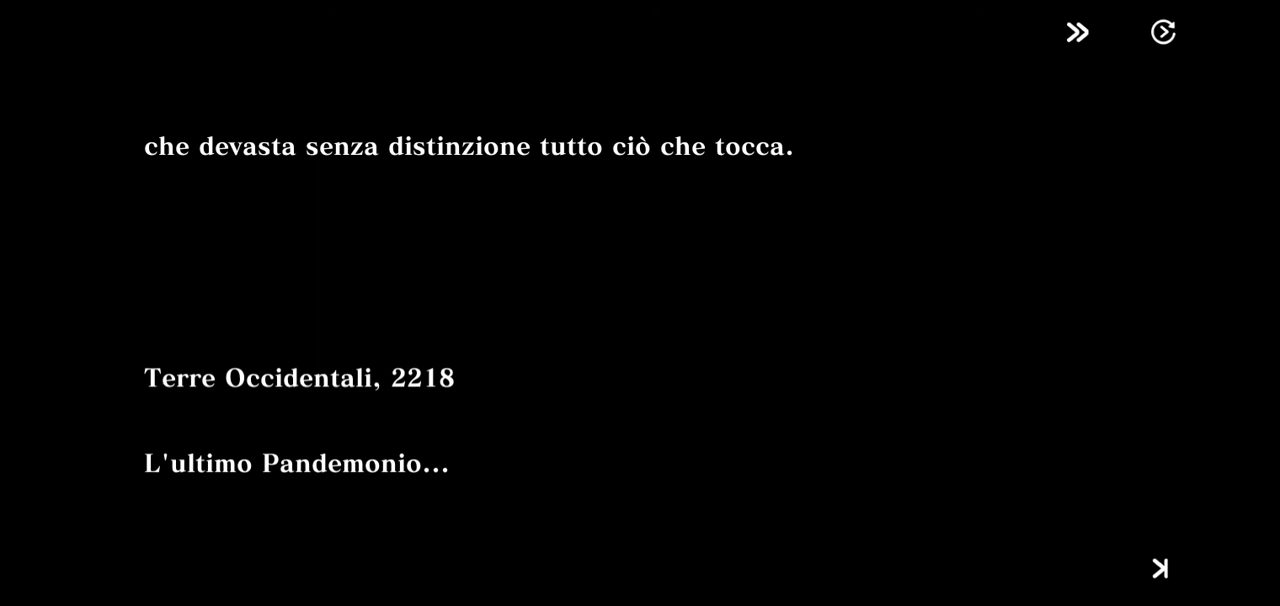 che devasta senza distinzione tutto ciò che tocca.
Terre Occidentali, 2218
L'ultimo Pandemonio...